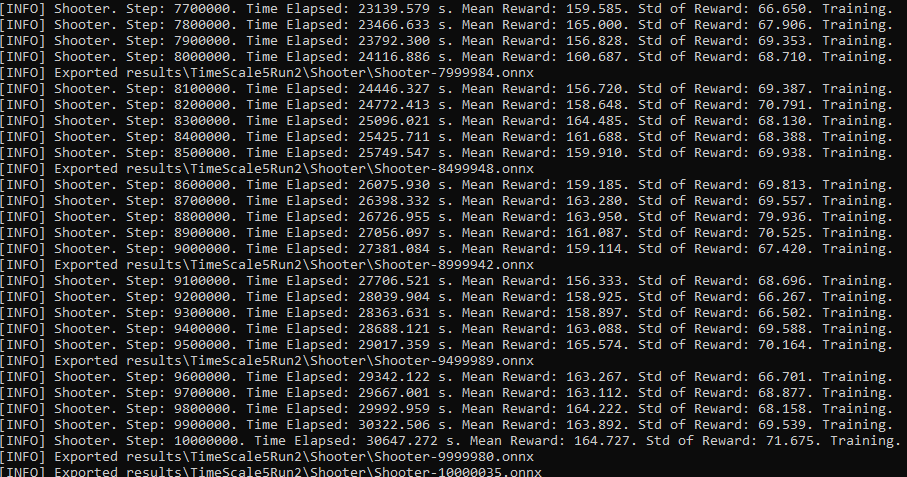 [INFO] Shooter. Step: 7700000. Time Elapsed: 23139.579 s. Mean Reward: 159.585. Std of Reward: 66.650. Training.
[INFO] Shooter. Step: 7800000. Time Elapsed: 23466.633 s. Mean Reward: 165.000. Std of Reward: 67.906. Training.
[INFO] Shooter. Step: 7900000. Time Elapsed: 23792.300 s. Mean Reward: 156.828. Std of Reward: 69.353. Training.
[INFO] Shooter. Step: 8000000. Time Elapsed: 24116.886 s. Mean Reward: 160.687. Std of Reward: 68.710. Training.
[INFO] Exported results\TimeScale5Run2\Shooter\Shooter-7999984.onnx
[INFO] Shooter. Step: 8100000. Time Elapsed: 24446.327 s. Mean Reward: 156.720. Std of Reward: 69.387. Training.
[INFO] Shooter. Step: 8200000. Time Elapsed: 24772.413 s. Mean Reward: 158.648. Std of Reward: 70.791. Training.
[INFO] Shooter. Step: 8300000. Time Elapsed: 25096.021 s. Mean Reward: 164.485. Std of Reward: 68.130. Training.
[INFO] Shooter. Step: 8400000. Time Elapsed: 25425.711 s. Mean Reward: 161.688. Std of Reward: 68.388. Training.
[INFO] Shooter. Step: 8500000. Time Elapsed: 25749.547 s. Mean Reward: 159.910. Std of Reward: 69.938. Training.
[INFO] Exported results\TimeScale5Run2\Shooter\Shooter-8499948.onnx
[INFO] Shooter. Step: 8600000. Time Elapsed: 26075.930 s. Mean Reward: 159.185. Std of Reward: 69.813. Training.
[INFO] Shooter. Step: 8700000. Time Elapsed: 26398.332 s. Mean Reward: 163.280. Std of Reward: 69.557. Training.
[INFO] Shooter. Step: 8800000. Time Elapsed: 26726.955 s. Mean Reward: 163.950. Std of Reward: 79.936. Training.
[INFO] Shooter. Step: 8900000. Time Elapsed: 27056.097 s. Mean Reward: 161.087. Std of Reward: 70.525. Training.
[INFO] Shooter. Step: 9000000. Time Elapsed: 27381.084 s. Mean Reward: 159.114. Std of Reward: 67.420. Training.
[INFO] Exported results\TimeScale5Run2\Shooter\Shooter-8999942.onnx
[INFO] Shooter. Step: 9100000. Time Elapsed: 27706.521 s. Mean Reward: 156.333. Std of Reward: 68.696. Training.
[INFO] Shooter. Step: 9200000. Time Elapsed: 28039.904 s. Mean Reward: 158.925. Std of Reward: 66.267. Training.
[INFO] Shooter. Step: 9300000. Time Elapsed: 28363.631 s. Mean Reward: 158.897. Std of Reward: 66.502. Training.
[INFO] Shooter. Step: 9400000. Time Elapsed: 28688.121 s. Mean Reward: 163.088. Std of Reward: 69.588. Training.
[INFO] Shooter. Step: 9500000. Time Elapsed: 29017.359 s. Mean Reward: 165.574. Std of Reward: 70.164. Training.
[INFO] Exported results\TimeScale5Run2\Shooter\Shooter-9499989.onnx
[INFO] Shooter. Step: 9600000. Time Elapsed: 29342.122 s. Mean Reward: 163.267. Std of Reward: 66.701. Training.
[INFO] Shooter. Step: 9700000. Time Elapsed: 29667.001 s. Mean Reward: 163.112. Std of Reward: 68.877. Training.
[INFO] Shooter. Step: 9800000. Time Elapsed: 29992.959 s. Mean Reward: 164.222. Std of Reward: 68.158. Training.
[INFO] Shooter. Step: 9900000. Time Elapsed: 30322.506 s. Mean Reward: 163.892. Std of Reward: 69.539. Training.
[INFO] Shooter. Step: 10000000. Time Elapsed: 30647.272 s. Mean Reward: 164.727. Std of Reward: 71.675. Training.
[INFO] Exported results\TimeScale5Run2\Shooter\Shooter-9999980.onnx
[INFO] Exported results\TimeScale5Run2\Shooter\Shooter-10000035.onnx